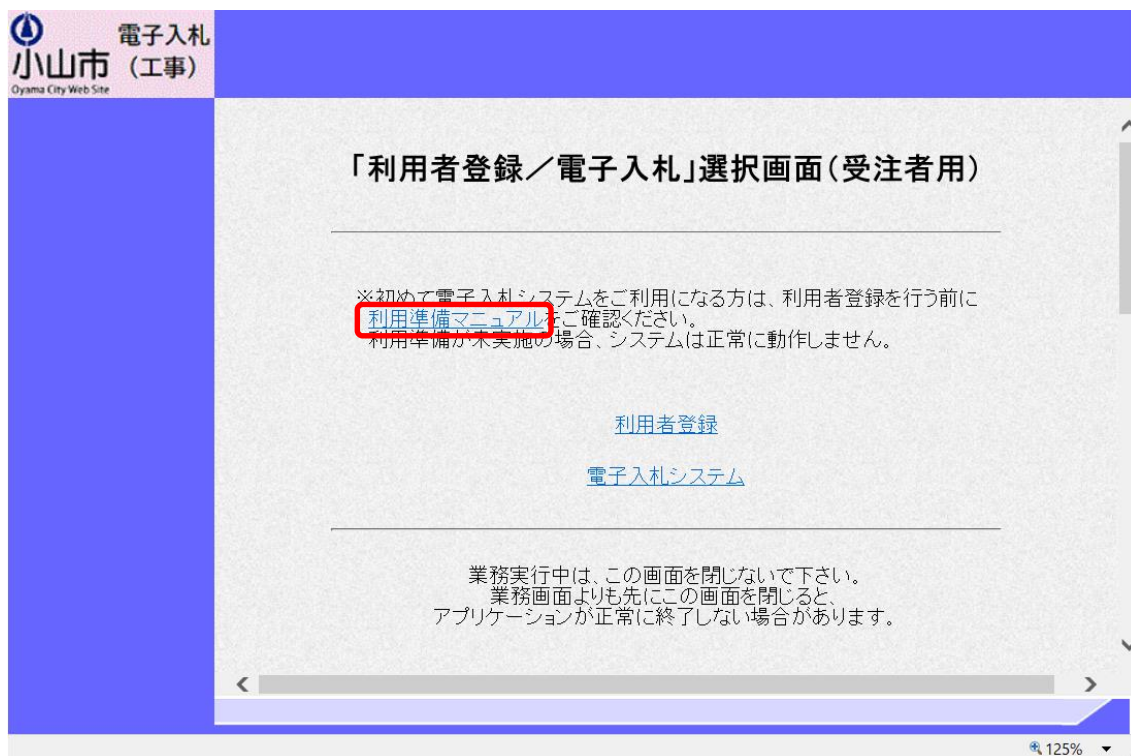 電子入札
小山市 (工事)
Oyama City Web Site
「利用者登録／電子入札」選択画面(受注者用)
※初めて電子入札システムをご利用になる方は、利用者登録を行う前に
利用準備マニュアルをご確認ください。
利用準備が未実施の場合、システムは正常に動作しません。
利用者登録
電子入札システム
業務実行中は、この画面を閉じないで下さい。
業務画面よりも先にこの画面を閉じると、
アプリケーションが正常に終了しない場合があります。
125%